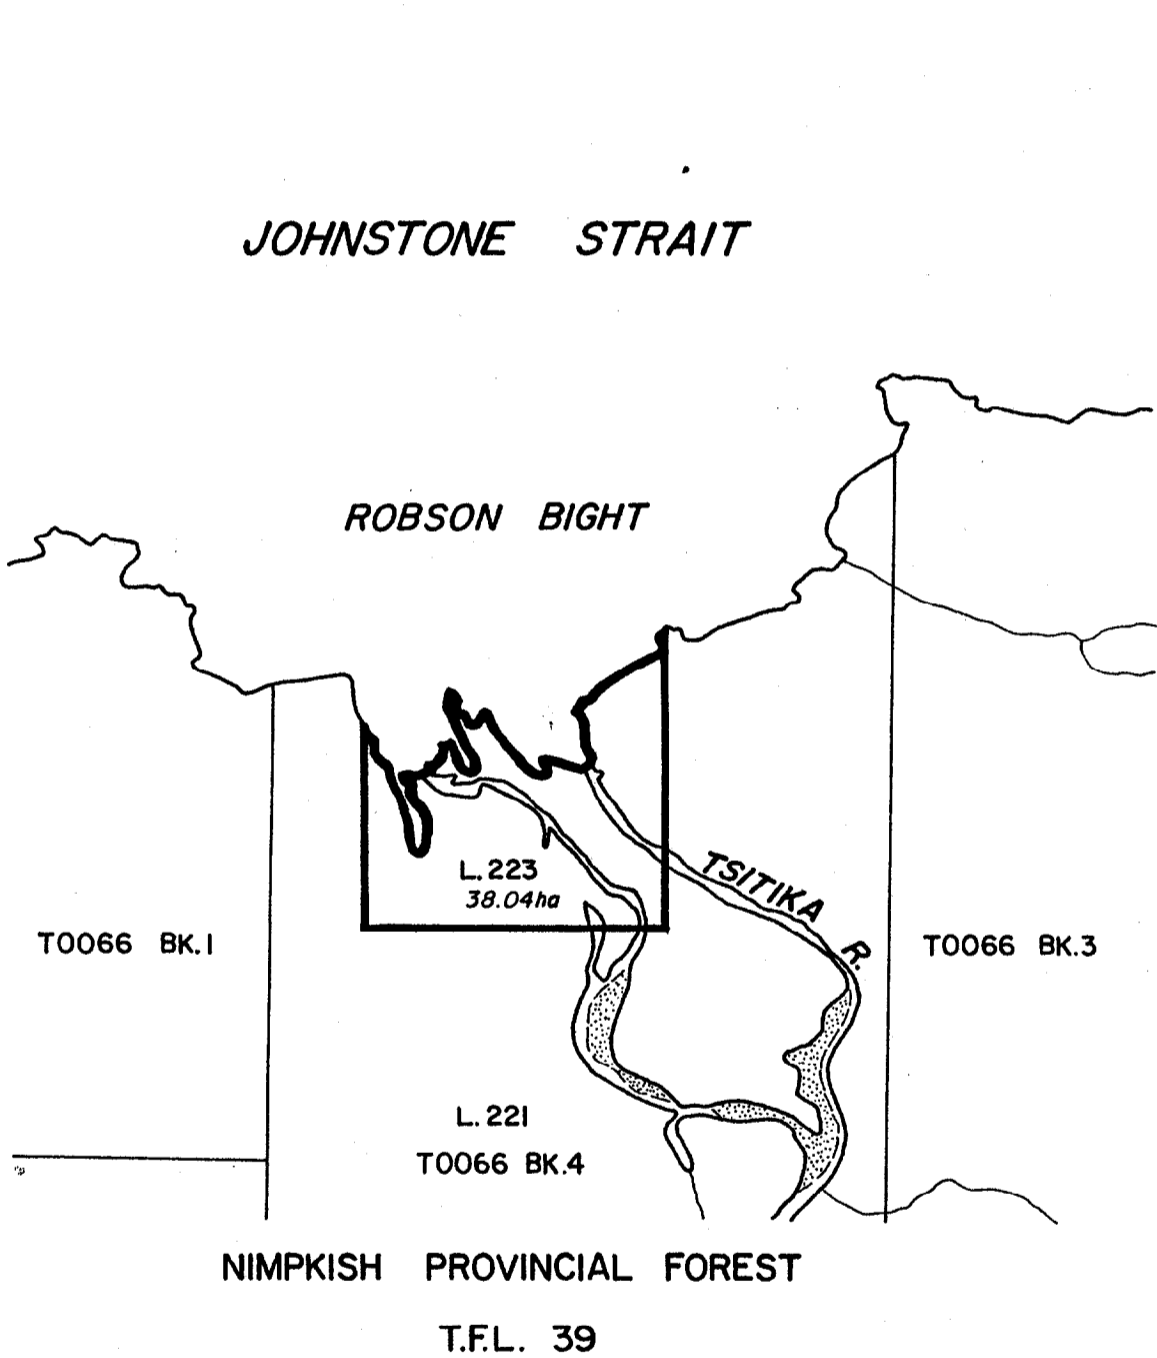 JOHNSTONE STRAIT
ROBSON BIGHT
L.223
38.04ha
TSITIKA R.
T0066 BK.1
T0066 BK.3
L.221
T0066 BK.4
NIMPKISH PROVINCIAL FOREST
T.F.L. 39